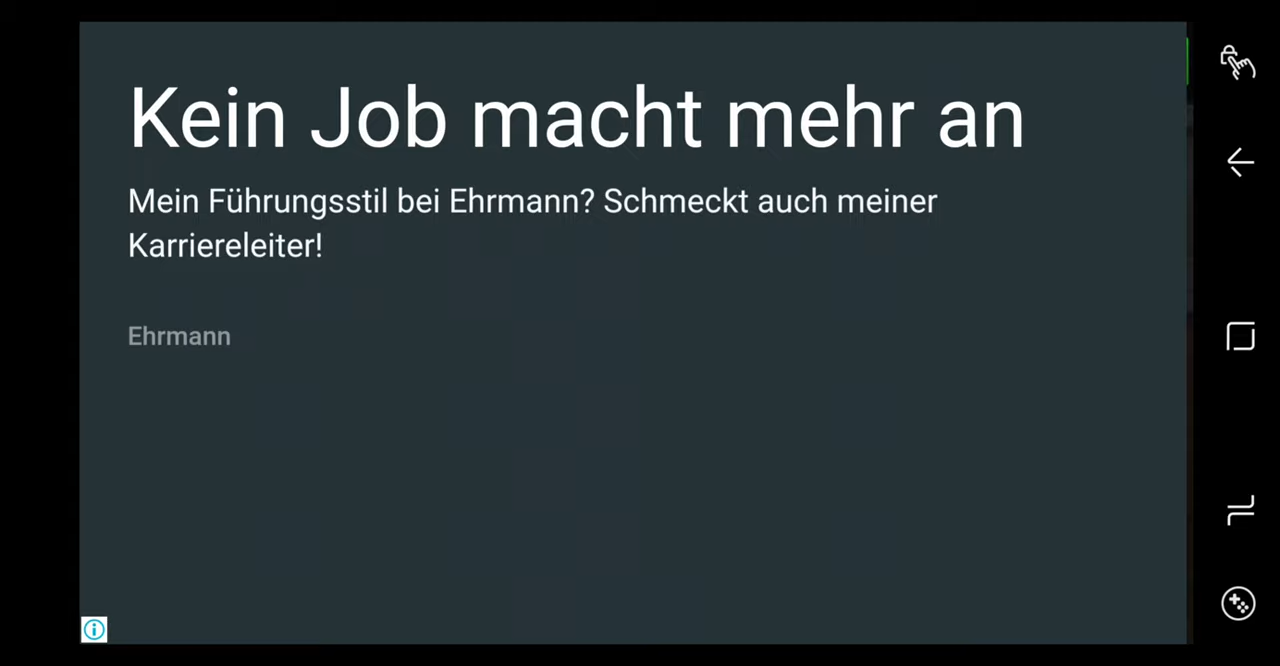 Kein Job macht mehr an
Mein Führungsstil bei Ehrmann? Schmeckt auch meiner
Karriereleiter!
Ehrmann